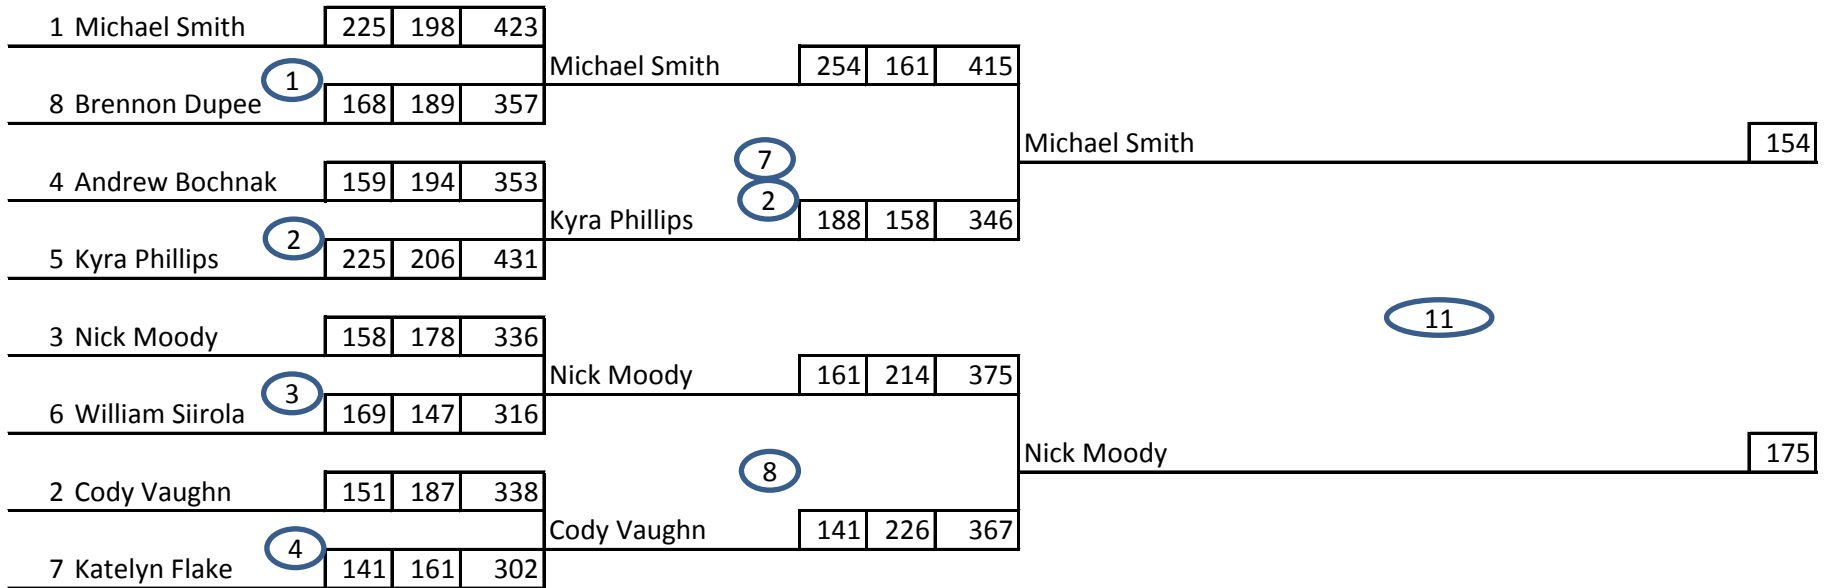 1 Michael Smith 225 198 423
Michael Smith 254 161 415
1
8 Brennon Dupee 168 189 357
Michael Smith 154
7
4 Andrew Bochnak 159 194 353
2
Kyra Phillips 188 158 346
2
5 Kyra Phillips 225 206 431
11
3 Nick Moody 158 178 336
Nick Moody 161 214 375
3
6 William Siirola 169 147 316
Nick Moody 175
8
2 Cody Vaughn 151 187 338
Cody Vaughn 141 226 367
4
7 Katelyn Flake 141 161 302